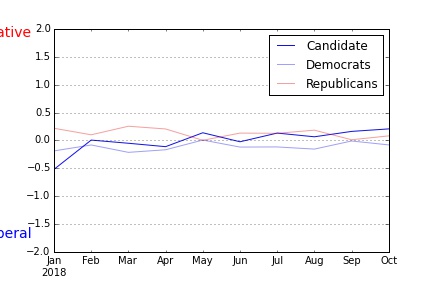 ative
2.0
1.5
1.0
0.5
0.0
−0.5
−1.0
−1.5
−2.0
beral
Candidate
Democrats
Republicans
Jan Feb Mar Apr May Jun Jul Aug Sep Oct
2018